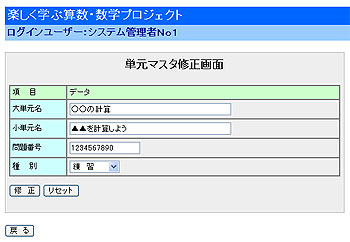 楽しく学ぶ算数・数学プロジェクト
ログインユーザー：システム管理者No1
単元マスタ修正画面
項　目　データ
大単元名　〇〇の計算
小単元名　▲▲を計算しよう
問題番号　1234567890
種　別　練 習
修 正　リセット
戻 る